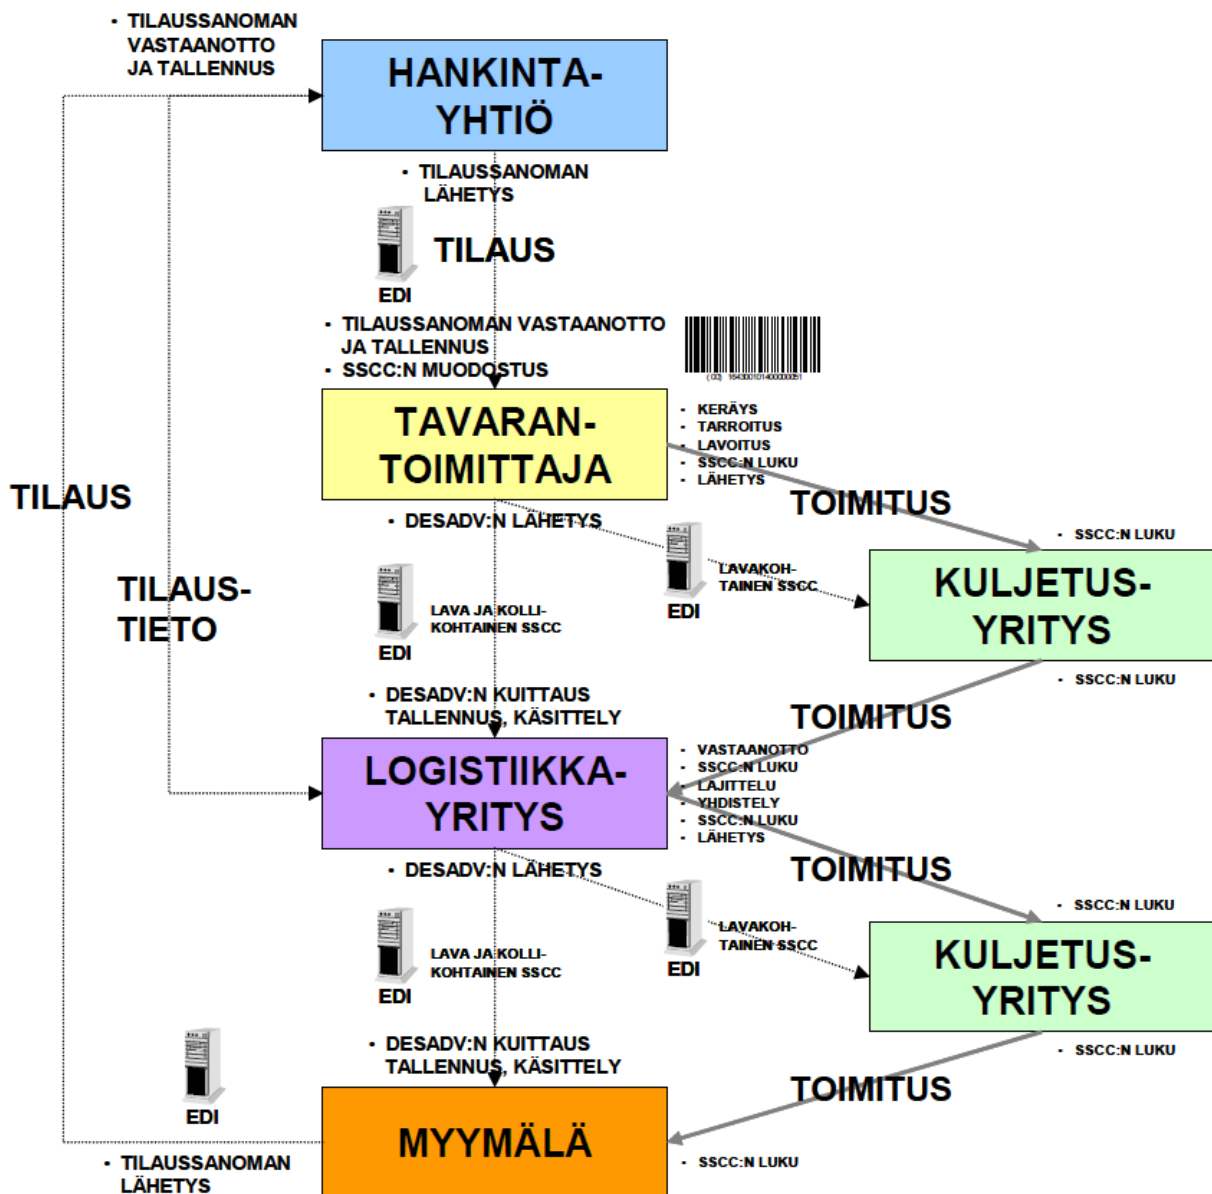 • TILAUSSANOMAN
VASTAANOTTO
JA TALLENNUS
HANKINTA-
YHTIÖ
• TILAUSSANOMAN
LÄHETYS
TILAUS
EDI
• TILAUSSANOMAN VASTAANOTTO
JA TALLENNUS
• SSCC:N MUODOSTUS
TAVARAN-
TOIMITTAJA
- KERÄYS
- TARROITUS
- LAVOITUS
- SSCC:N LUKU
- LÄHETYS
TILAUS
TOIMITUS
• DESADV:N LÄHETYS
- SSCC:N LUKU
LAVAKOH-
TAINEN SSCC
EDI
KULJETUS-
YRITYS
TILAUS-
TIETO
LAVA JA KOLLI-
KOHTAINEN SSCC
EDI
- SSCC:N LUKU
• DESADV:N KUITTAUS
TALLENNUS, KÄSITTELY
TOIMITUS
LOGISTIIKKA-
YRITYS
- VASTAANOTTO
- SSCC:N LUKU
- LAJITTELU
- YHDISTELY
- SSCC:N LUKU
- LÄHETYS
• DESADV:N LÄHETYS
TOIMITUS
- SSCC:N LUKU
LAVAKOH-
TAINEN SSCC
EDI
KULJETUS-
YRITYS
LAVA JA KOLLI-
KOHTAINEN SSCC
EDI
• DESADV:N KUITTAUS
TALLENNUS, KÄSITTELY
- SSCC:N LUKU
TOIMITUS
EDI
MYYMÄLÄ
• TILAUSSANOMAN
LÄHETYS
- SSCC:N LUKU